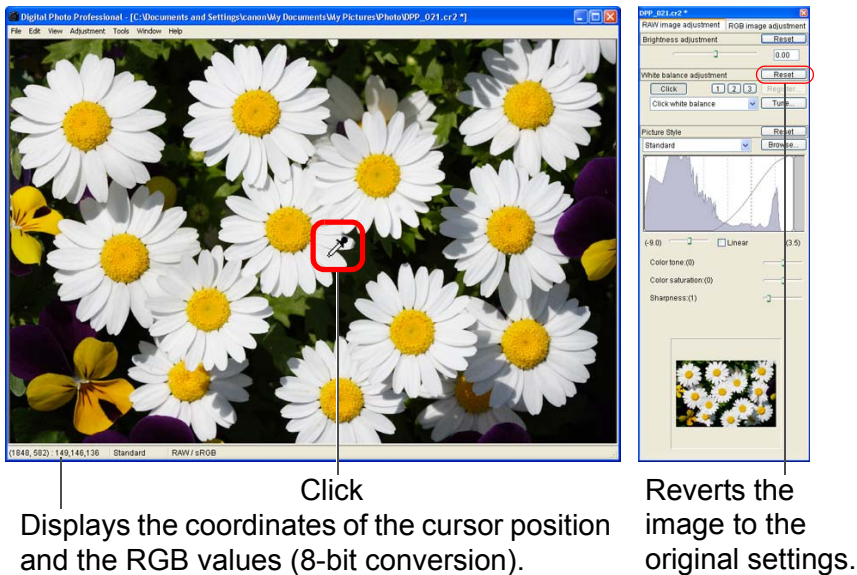 Digital Photo Professional - [C:\Documents and Settings\canon\My Documents\My Pictures\Photo\DPP_021.cr2 *]
File Edit View Adjustment Tools Window Help
(1848, 582) : 149,146,136 Standard RAW / sRGB
Click
Displays the coordinates of the cursor position
and the RGB values (8-bit conversion).
DPP_021.cr2 *
RAW image adjustment RGB image adjustment
Brightness adjustment Reset
0.00
White balance adjustment Reset
Click 1 2 3 Register...
Click white balance Tune...
Picture Style Reset
Standard Browse...
(-9.0) Linear (3.5)
Color tone:(0)
Color saturation:(0)
Sharpness:(1)
Reverts the
image to the
original settings.